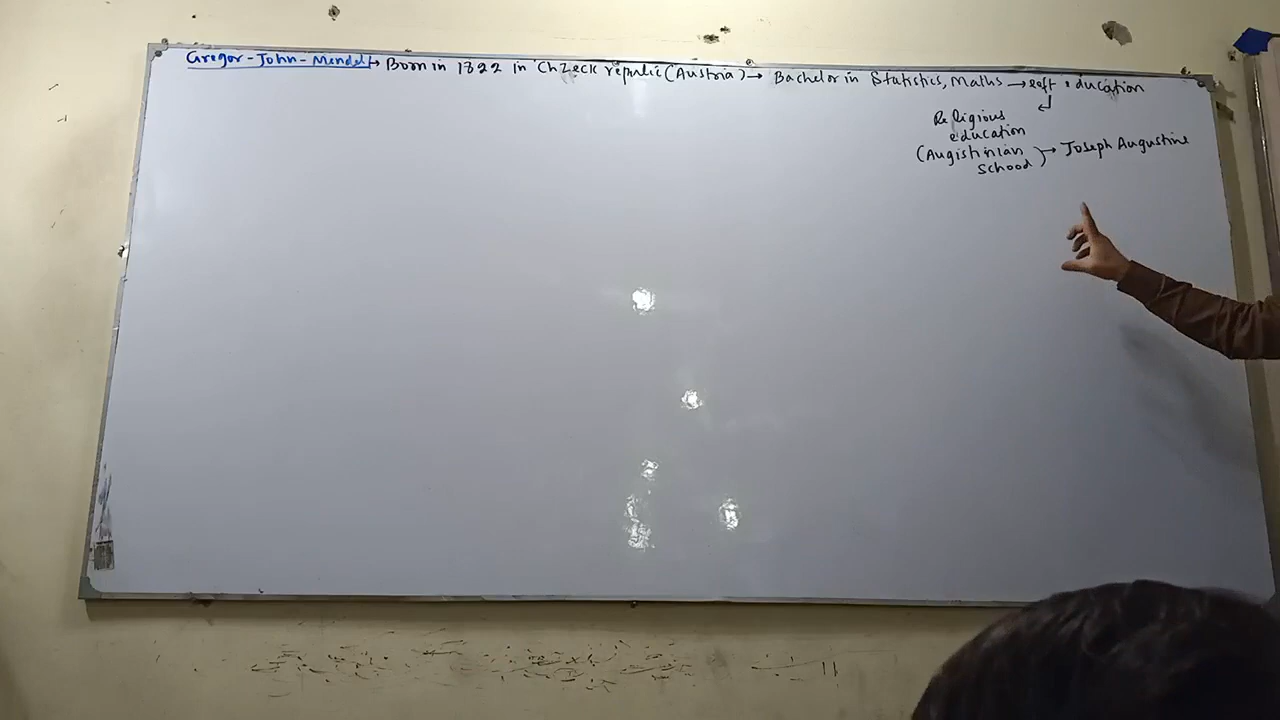 Gregor-John-Mendel → Born in 1822 in ChZeck republic (Austria) → Bachelor in Statistics, Maths → left education
Religious
education
(Augistinian → Joseph Augustine
School)